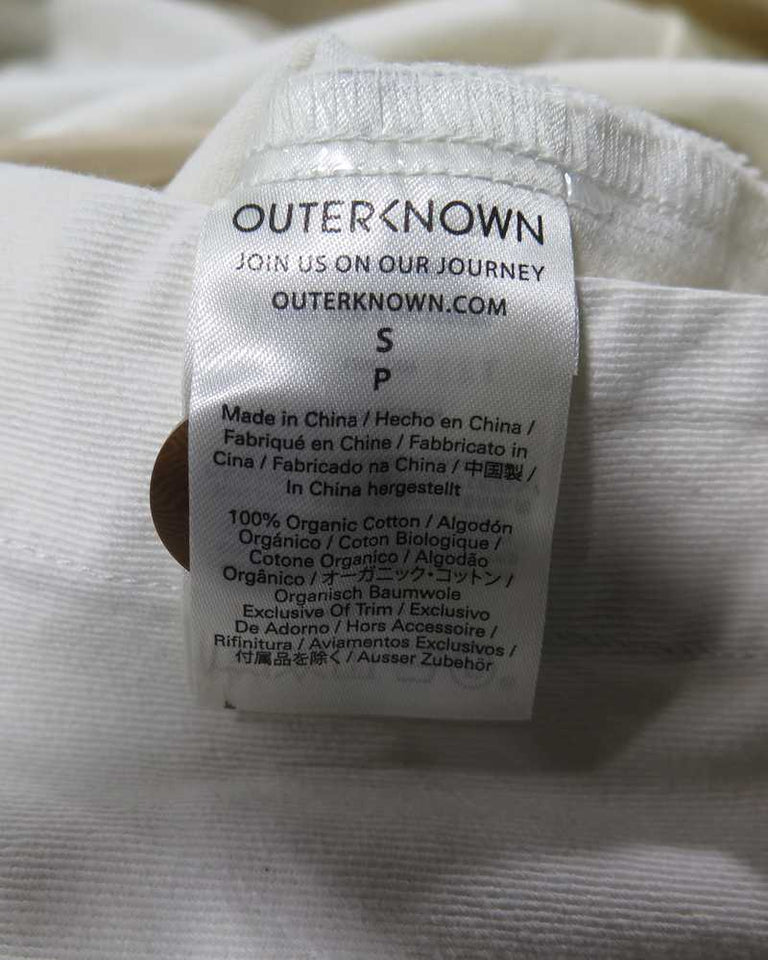 OUTERKNOWN
JOIN US ON OUR JOURNEY
OUTERKNOWN.COM
S
P
Made in China / Hecho en China /
Fabriqué en Chine / Fabbricato in
Cina / Fabricado na China / 中国製 /
In China hergestellt
100% Organic Cotton / Algodón
Orgánico / Coton Biologique /
Cotone Organico / Algodão
Orgânico / オーガニック・コットン /
Organisch Baumwole
Exclusive Of Trim / Exclusivo
De Adorno / Hors Accessoire /
Rifinitura / Aviamentos Exclusivos /
付属品を除く / Ausser Zubehör